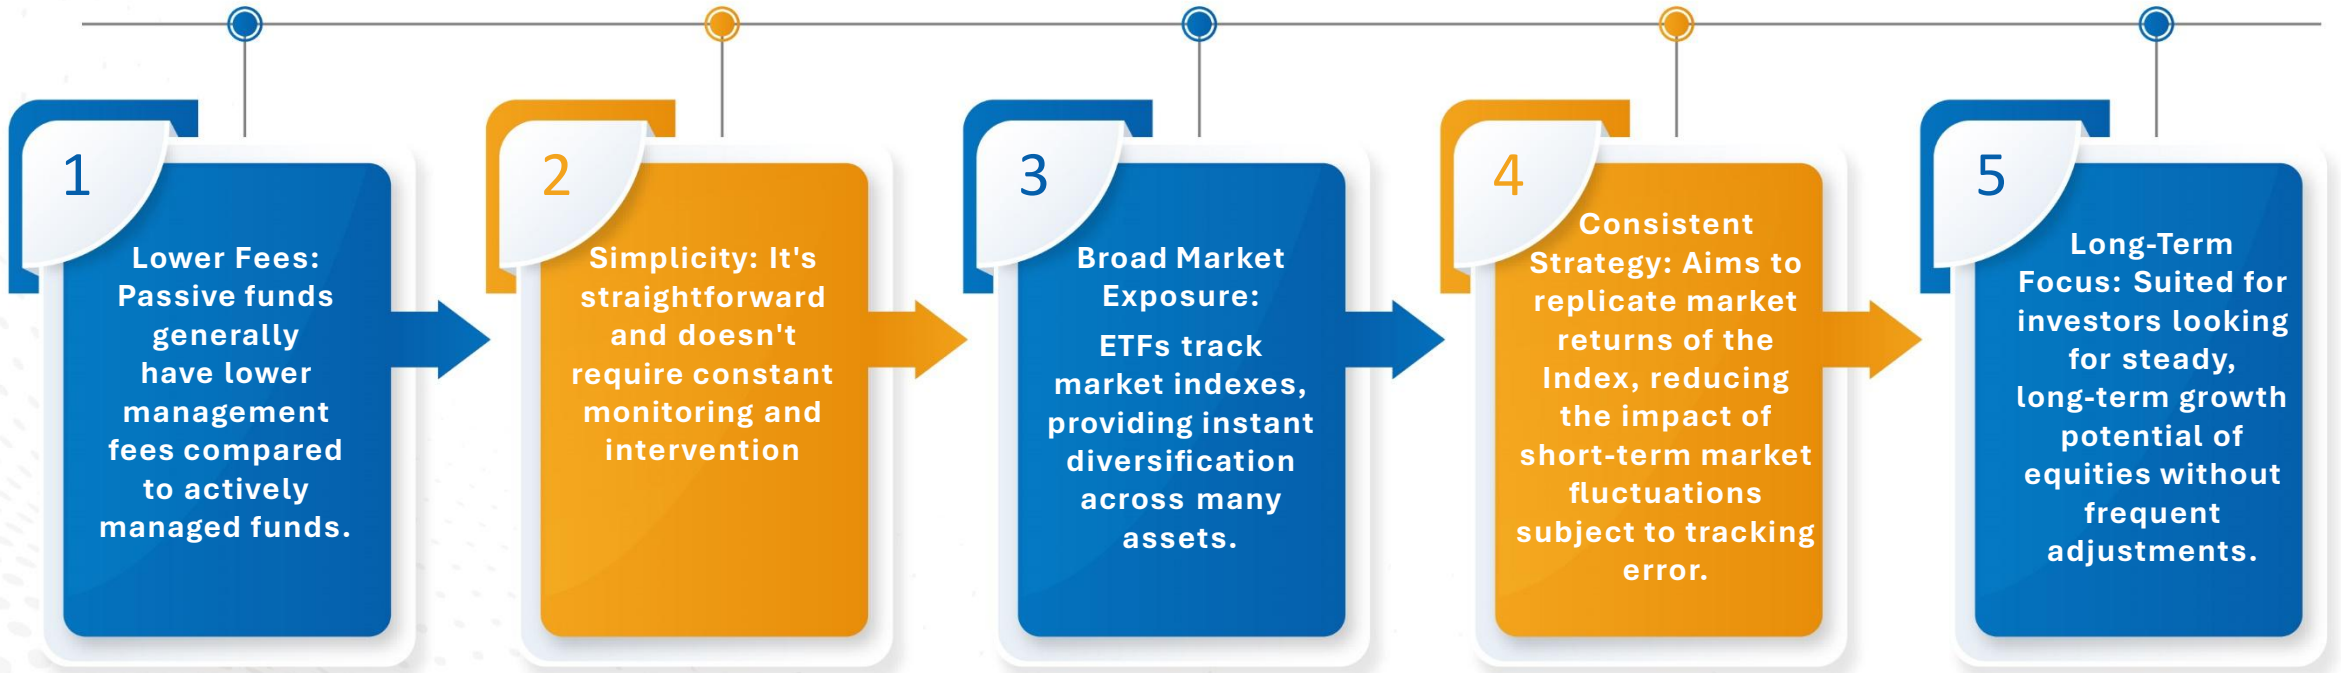 1
Lower Fees:
Passive funds
generally
have lower
management
fees compared
to actively
managed funds.
2
Simplicity: It's
straightforward
and doesn't
require constant
monitoring and
intervention
3
Broad Market
Exposure:
ETFs track
market indexes,
providing instant
diversification
across many
assets.
4
Consistent
Strategy: Aims to
replicate market
returns of the
Index, reducing
the impact of
short-term market
fluctuations
subject to tracking
error.
5
Long-Term
Focus: Suited for
investors looking
for steady,
long-term growth
potential of
equities without
frequent
adjustments.